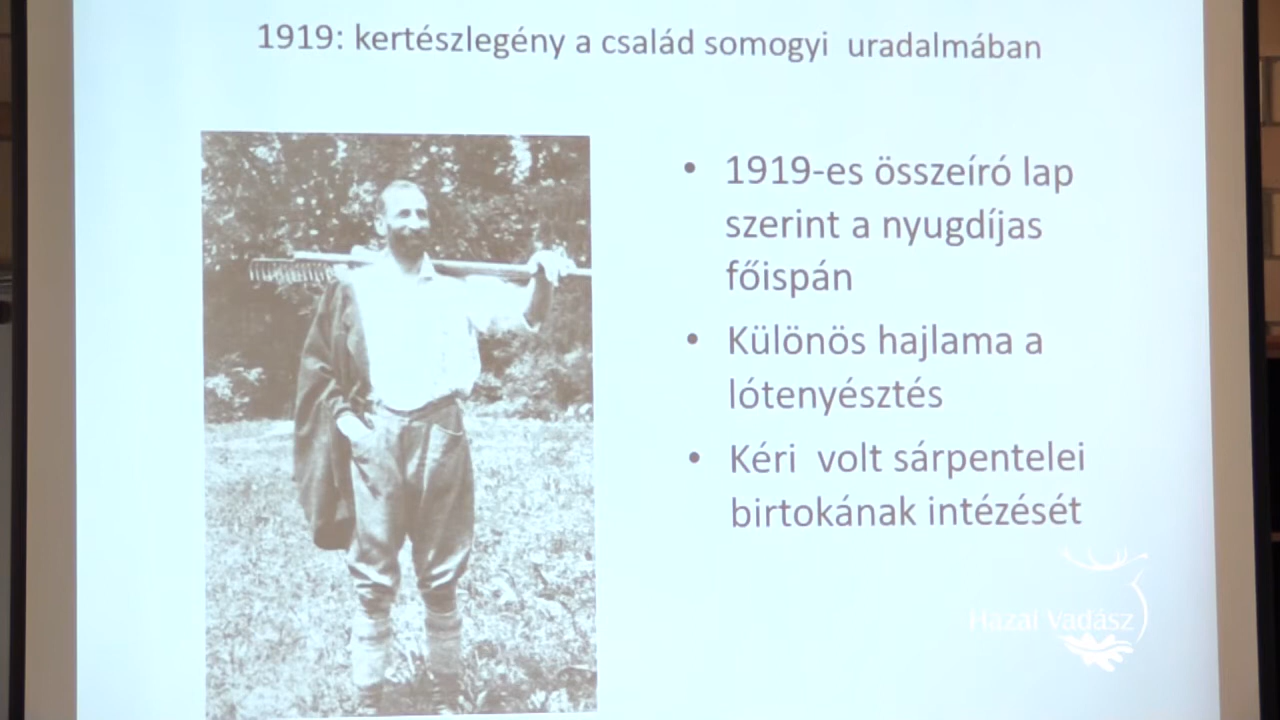 1919: kertészlegény a család somogyi uradalmában
• 1919-es összeíró lap
szerint a nyugdíjas
főispán
• Különös hajlama a
lótenyésztés
• Kéri volt sárpentelei
birtokának intézését
Hazai Vadász